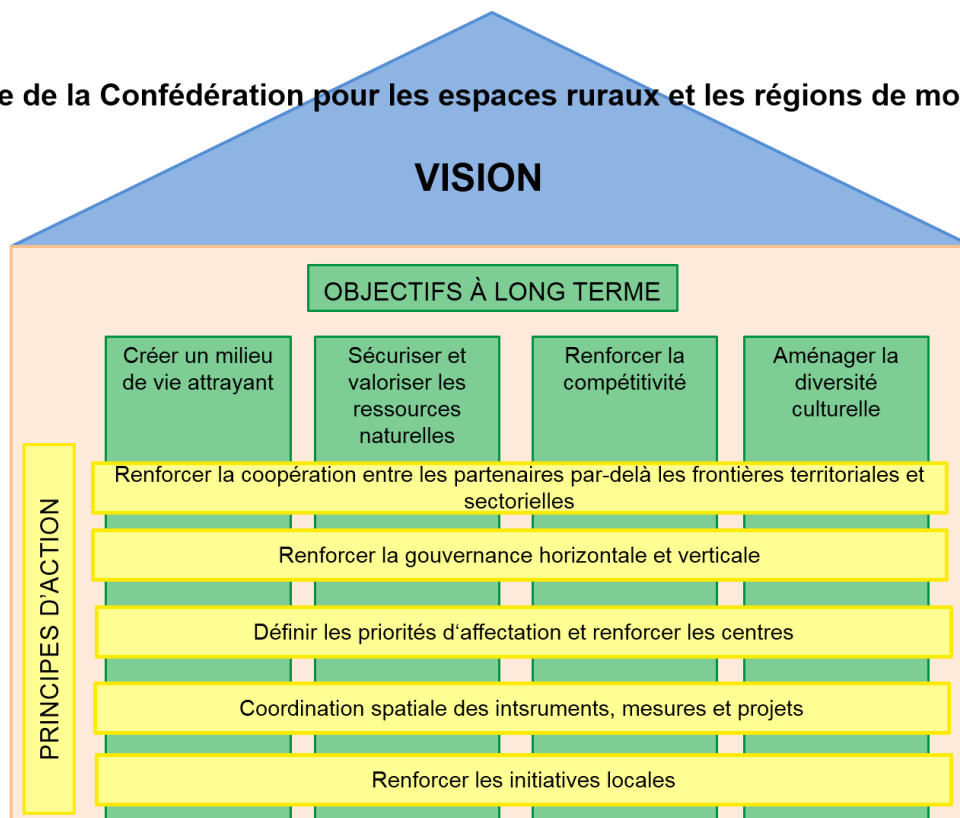 e de la Confédération pour les espaces ruraux et les régions de mo
VISION
OBJECTIFS À LONG TERME
Créer un milieu
de vie attrayant
Sécuriser et
valoriser les
ressources
naturelles
Renforcer la
compétitivité
Aménager la
diversité
culturelle
PRINCIPES D'ACTION
Renforcer la coopération entre les partenaires par-delà les frontières territoriales et
sectorielles
Renforcer la gouvernance horizontale et verticale
Définir les priorités d‘affectation et renforcer les centres
Coordination spatiale des intsruments, mesures et projets
Renforcer les initiatives locales